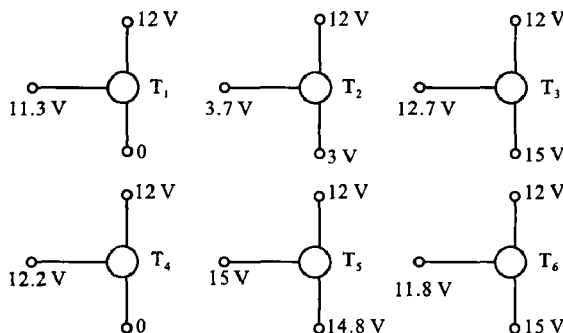 12 V 12 V 12 V
T₁ T₂ T₃
11.3 V 3.7 V 12.7 V
0 3 V 15 V
12 V 12 V 12 V
T₄ T₅ T₆
12.2 V 15 V 11.8 V
0 14.8 V 15 V